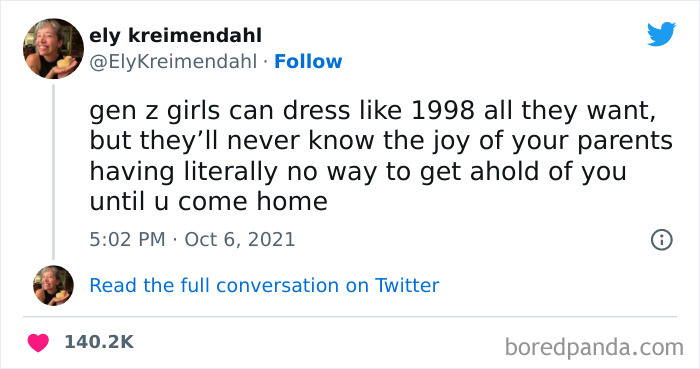 ely kreimendahl
@ElyKreimendahl · Follow
gen z girls can dress like 1998 all they want,
but they’ll never know the joy of your parents
having literally no way to get ahold of you
until u come home
5:02 PM · Oct 6, 2021
Read the full conversation on Twitter
140.2K
boredpanda.com